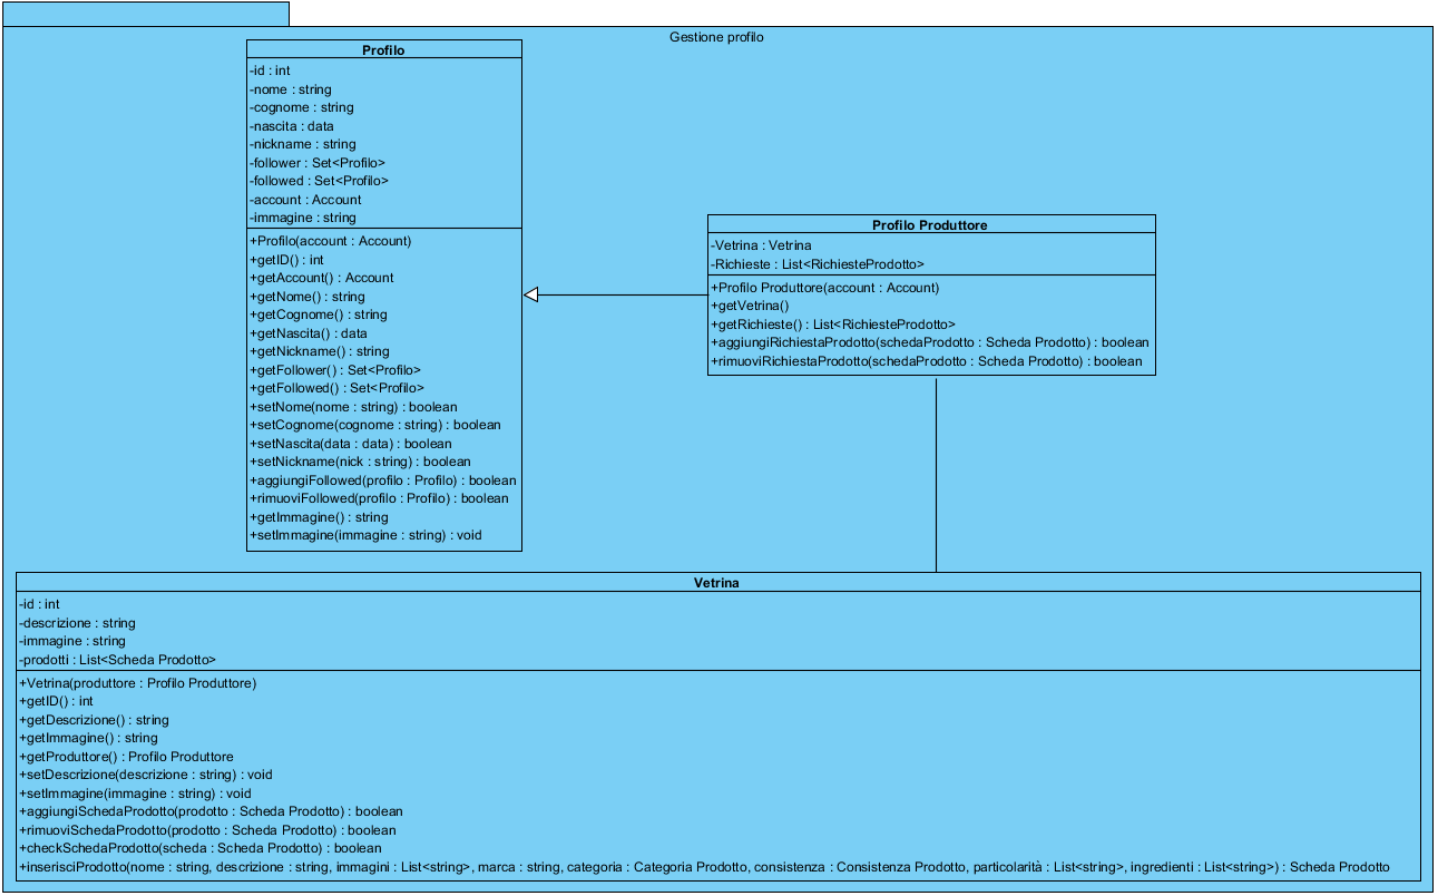 Gestione profilo
Profilo
-id : int
-nome : string
-cognome : string
-nascita : data
-nickname : string
-follower : Set<Profilo>
-followed : Set<Profilo>
-account : Account
-immagine : string
+Profilo(account : Account)
+getID() : int
+getAccount() : Account
+getNome() : string
+getCognome() : string
+getNascita() : data
+getNickname() : string
+getFollower() : Set<Profilo>
+getFollowed() : Set<Profilo>
+setNome(nome : string) : boolean
+setCognome(cognome : string) : boolean
+setNascita(data : data) : boolean
+setNickname(nick : string) : boolean
+aggiungiFollowed(profilo : Profilo) : boolean
+rimuoviFollowed(profilo : Profilo) : boolean
+getImmagine() : string
+setImmagine(immagine : string) : void
Profilo Produttore
-Vetrina : Vetrina
-Richieste : List<RichiesteProdotto>
+Profilo Produttore(account : Account)
+getVetrina()
+getRichieste() : List<RichiesteProdotto>
+aggiungiRichiestaProdotto(schedaProdotto : Scheda Prodotto) : boolean
+rimuoviRichiestaProdotto(schedaProdotto : Scheda Prodotto) : boolean
Vetrina
-id : int
-descrizione : string
-immagine : string
-prodotti : List<Scheda Prodotto>
+Vetrina(produttore : Profilo Produttore)
+getID() : int
+getDescrizione() : string
+getImmagine() : string
+getProduttore() : Profilo Produttore
+setDescrizione(descrizione : string) : void
+setImmagine(immagine : string) : void
+aggiungiSchedaProdotto(prodotto : Scheda Prodotto) : boolean
+rimuoviSchedaProdotto(prodotto : Scheda Prodotto) : boolean
+checkSchedaProdotto(scheda : Scheda Prodotto) : boolean
+inserisciProdotto(nome : string, descrizione : string, immagini : List<string>, marca : string, categoria : Categoria Prodotto, consistenza : Consistenza Prodotto, particolarità : List<string>, ingredienti : List<string>) : Scheda Prodotto